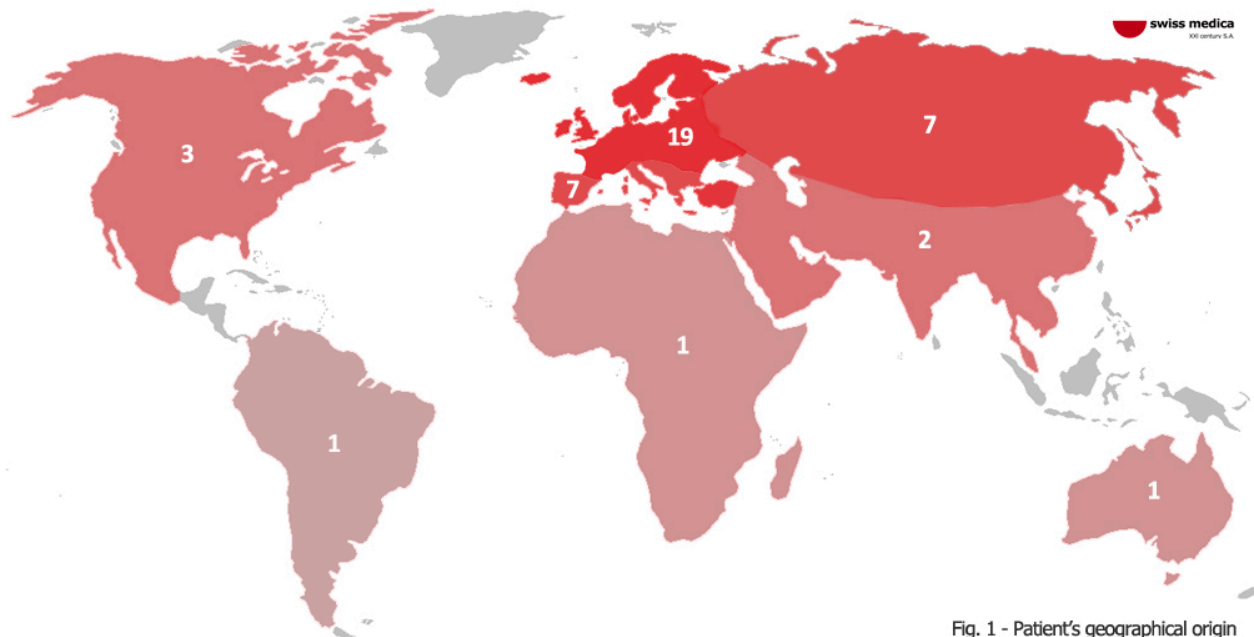 swiss medica
XXI century S.A
3
19
7
7
2
1
1
1
Fig. 1 - Patient's geographical origin